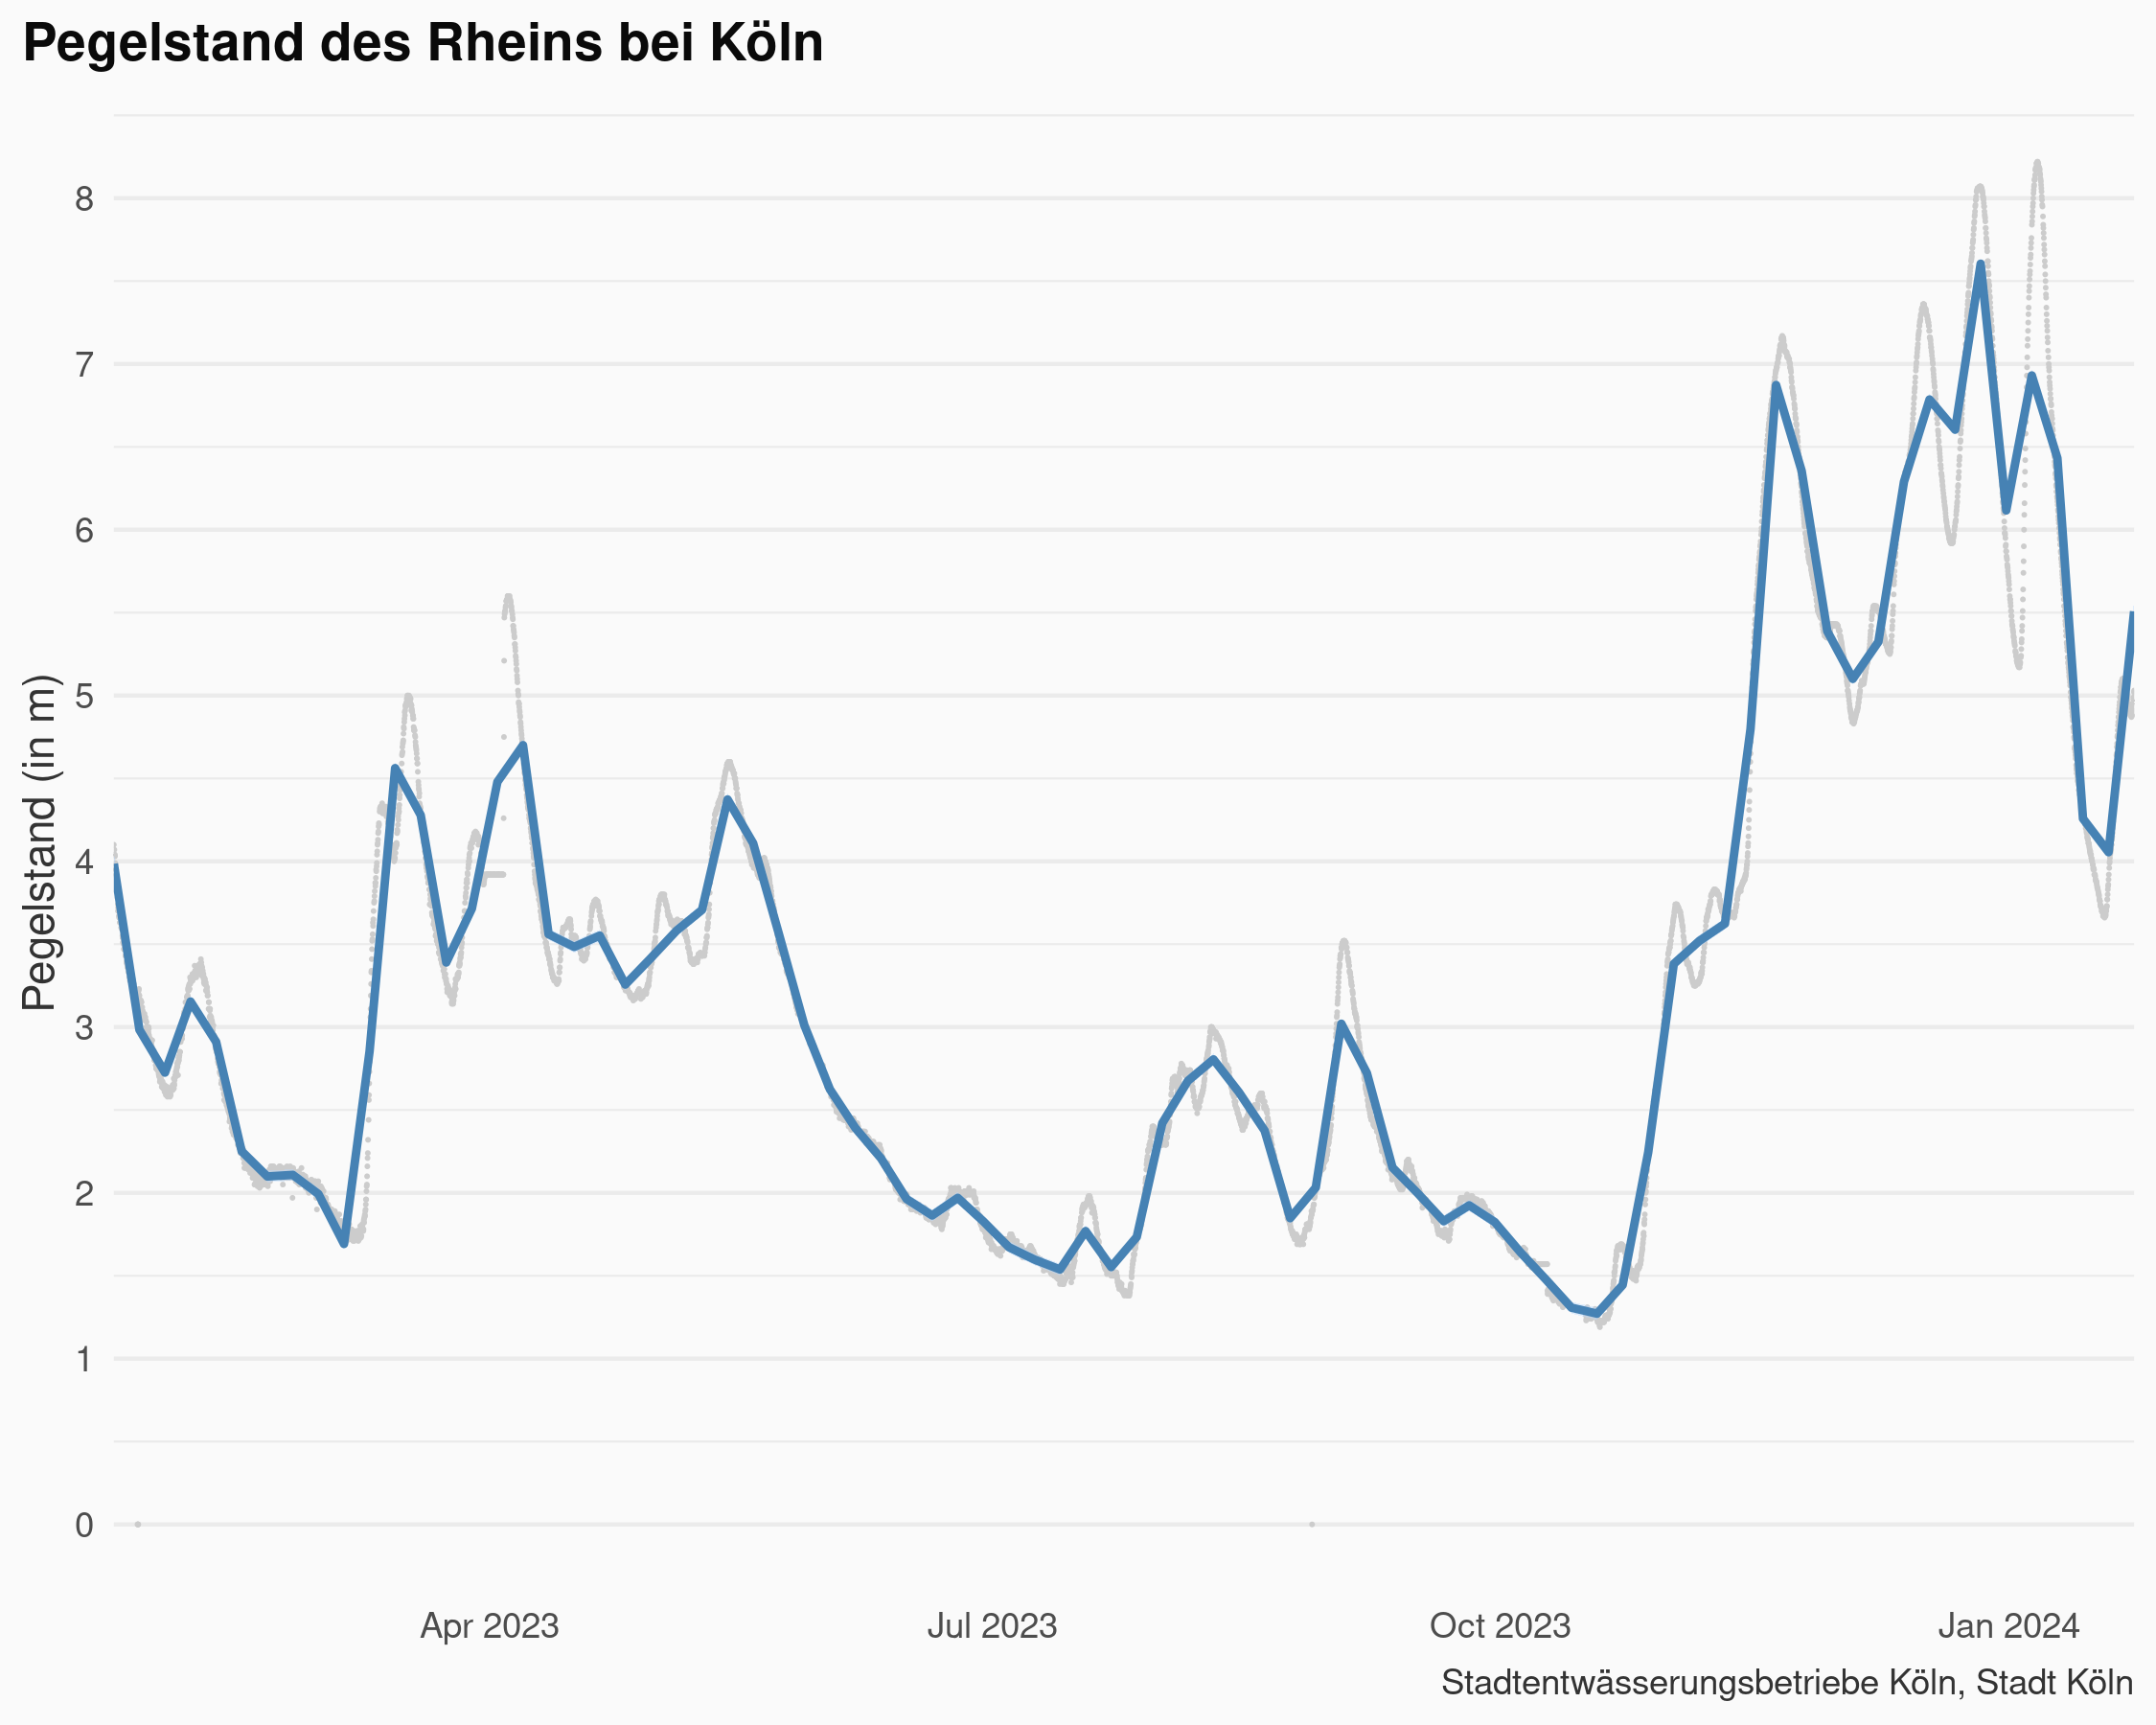 Pegelstand des Rheins bei Köln
Pegelstand (in m)
8
7
6
5
4
3
2
1
0
Apr 2023 Jul 2023 Oct 2023 Jan 2024
Stadtentwässerungsbetriebe Köln, Stadt Köln